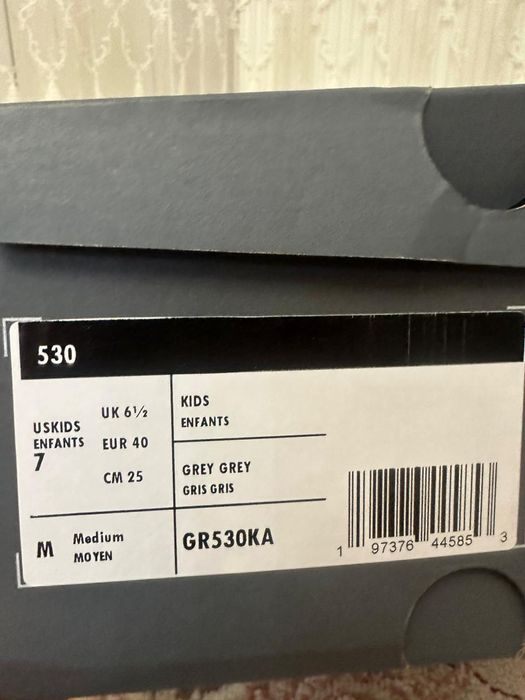 530
USKIDS
ENFANTS
7
UK 6½
EUR 40
CM 25
KIDS
ENFANTS
GREY GREY
GRIS GRIS
M
Medium
MOYEN
GR530KA
1 97376 44585 3